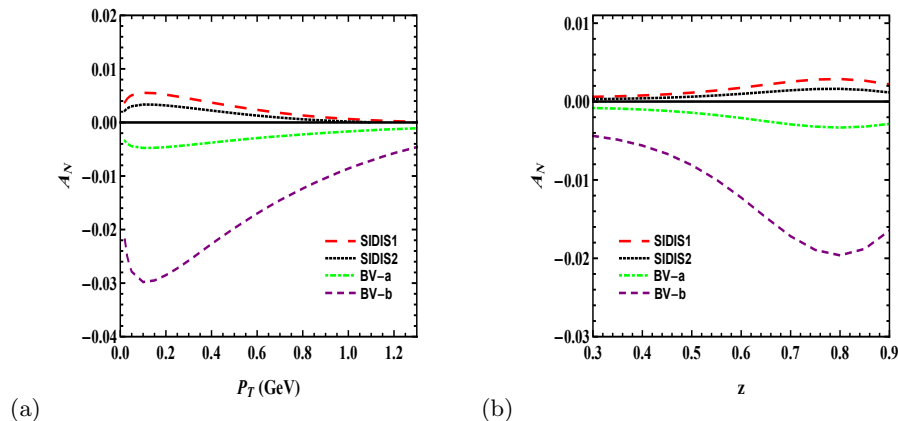 0.02
0.01
0.00
−0.01
−0.02
−0.03
−0.04
A_N
SIDIS1
SIDIS2
BV−a
BV−b
0.0 0.2 0.4 0.6 0.8 1.0 1.2
P_T (GeV)
(a)
0.01
0.00
−0.01
−0.02
−0.03
A_N
SIDIS1
SIDIS2
BV−a
BV−b
0.3 0.4 0.5 0.6 0.7 0.8 0.9
z
(b)